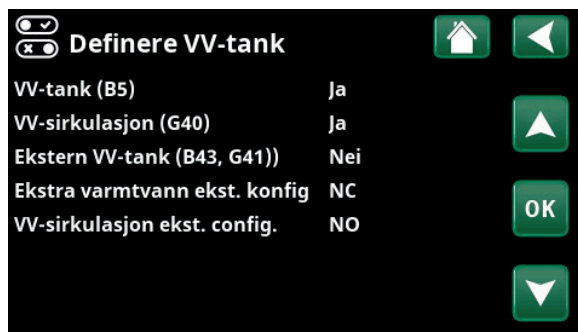 Definere VV-tank
VV-tank (B5) Ja
VV-sirkulasjon (G40) Ja
Ekstern VV-tank (B43, G41)) Nei
Ekstra varmtvann ekst. konfig NC
VV-sirkulasjon ekst. config. NO
OK